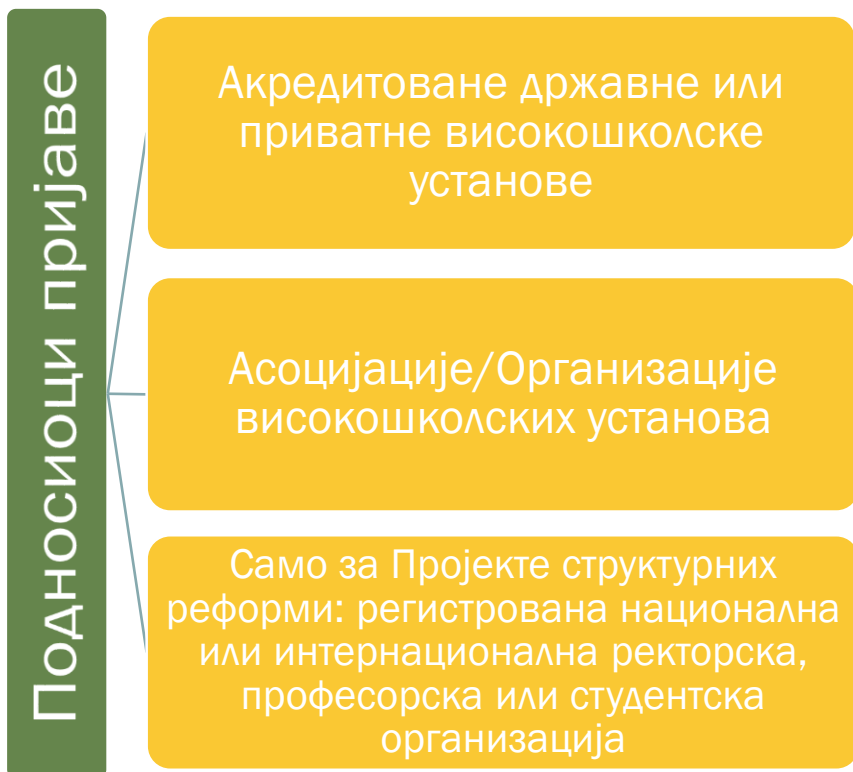 Подносиоци пријаве
Акредитоване државне или
приватне високошколске
установе
Асоцијације/Организације
високошколских установа
Само за Пројекте структурних
реформи: регистрована национална
или интернационална ректорска,
професорска или студентска
организација